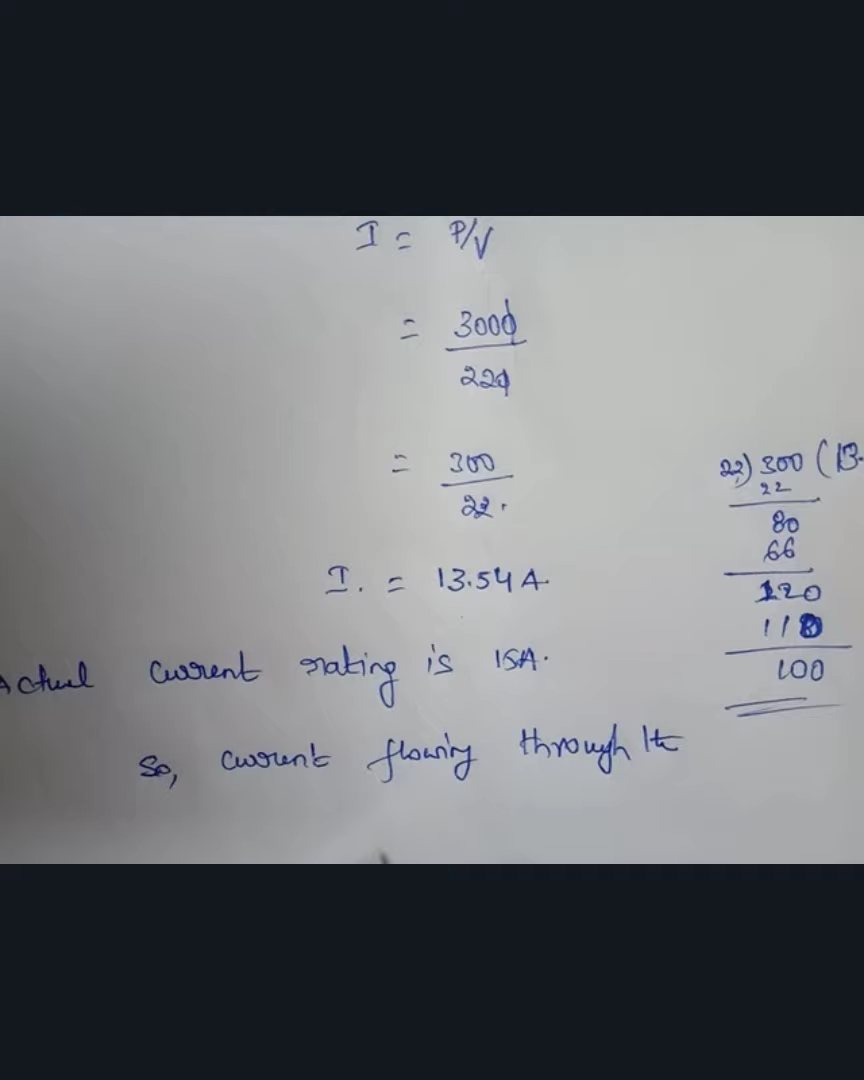 I = P/V
= 3000
220
= 300
22.
22) 300 ( 13.
22
80
66
120
110
100
I. = 13.54 A.
Actual current rating is 15A.
So, current flowing through